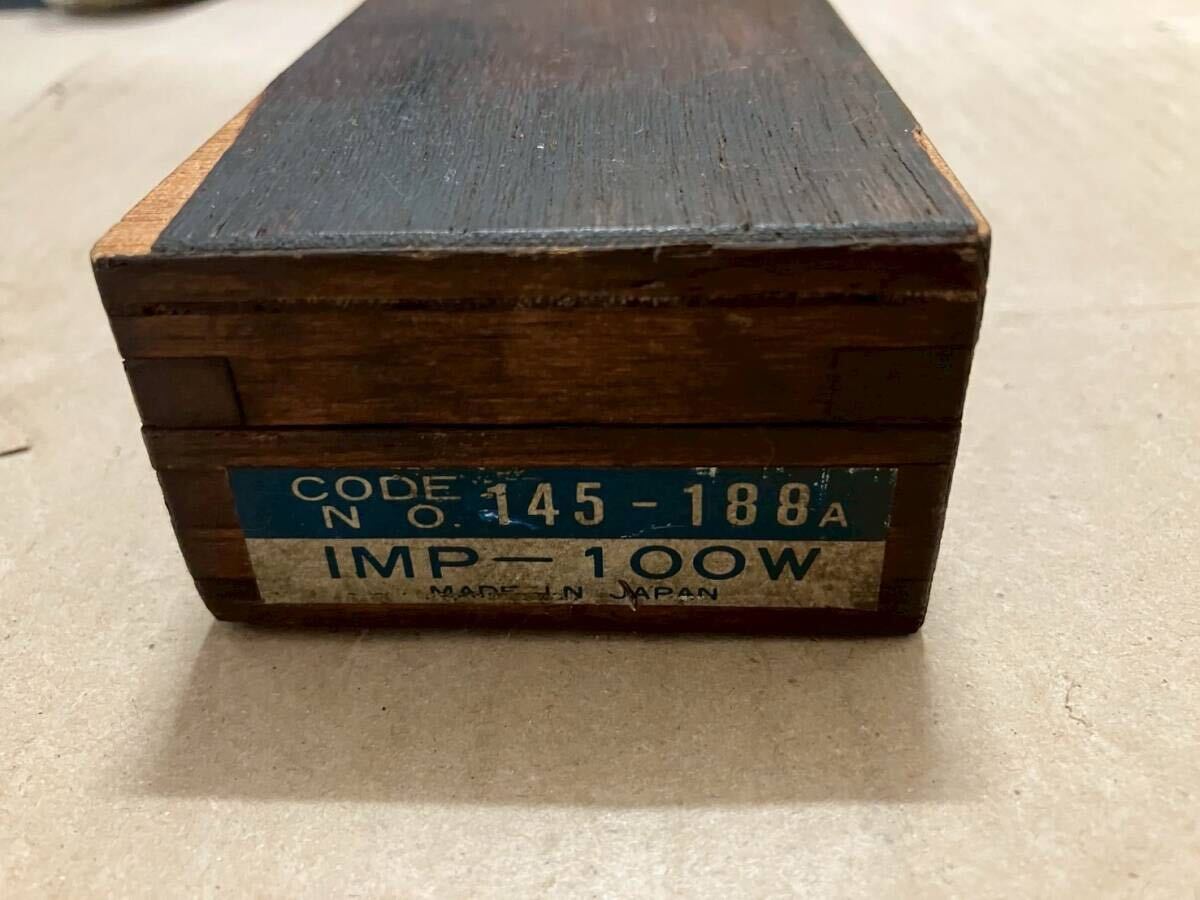 CODE NO. 145-188A
IMP-100W
MADE IN JAPAN